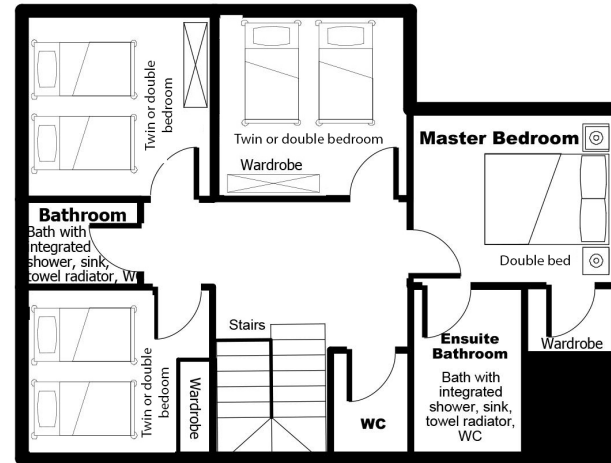 Twin or double
bedroom
Twin or double bedroom
Wardrobe
Master Bedroom
Double bed
Bathroom
Bath with
integrated
shower, sink,
towel radiator, W
Stairs
Twin or double
bedoom
Wardrobe
WC
Ensuite
Bathroom
Bath with
integrated
shower, sink,
towel radiator,
WC
Wardrobe